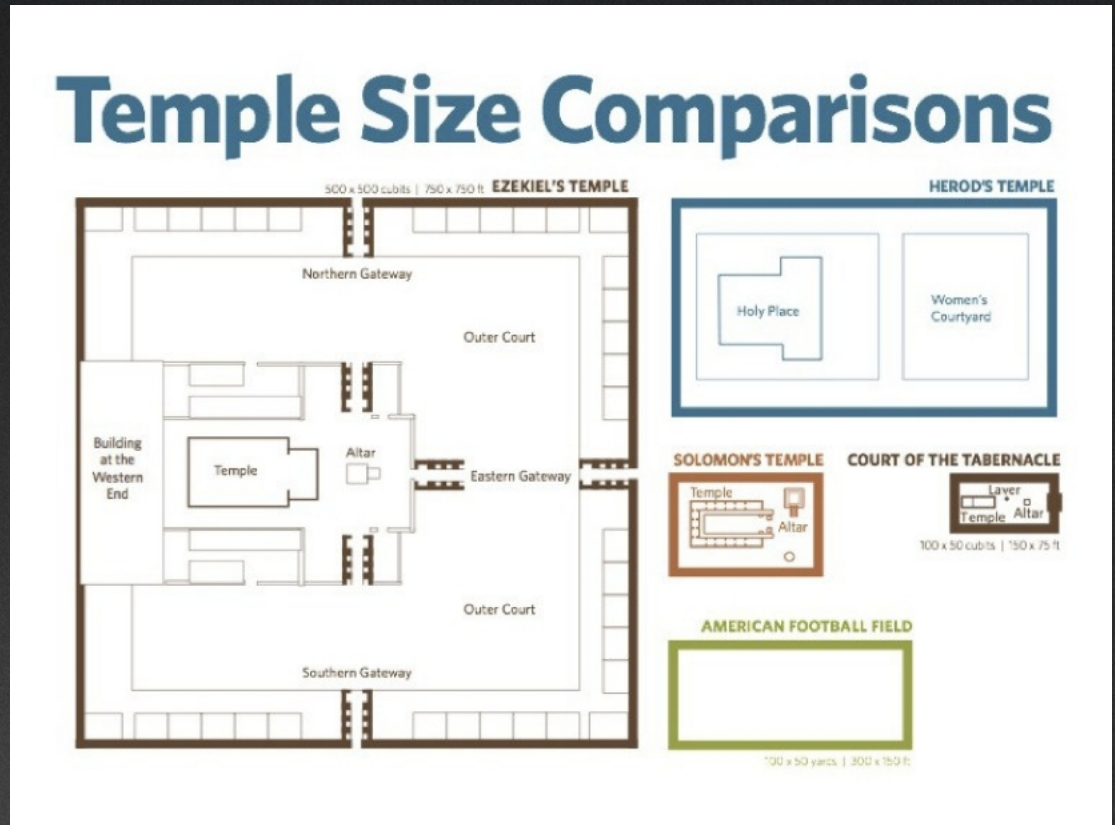 Temple Size Comparisons
500 x 500 cubits | 750 x 750 ft EZEKIEL'S TEMPLE
Northern Gateway
Outer Court
Building
at the
Western
End
Temple
Altar
Eastern Gateway
Outer Court
Southern Gateway
HEROD'S TEMPLE
Holy Place
Women's
Courtyard
SOLOMON'S TEMPLE
Temple
Altar
COURT OF THE TABERNACLE
Laver
Temple
Altar
100 x 50 cubits | 150 x 75 ft
AMERICAN FOOTBALL FIELD
100 x 50 yards | 300 x 150 ft